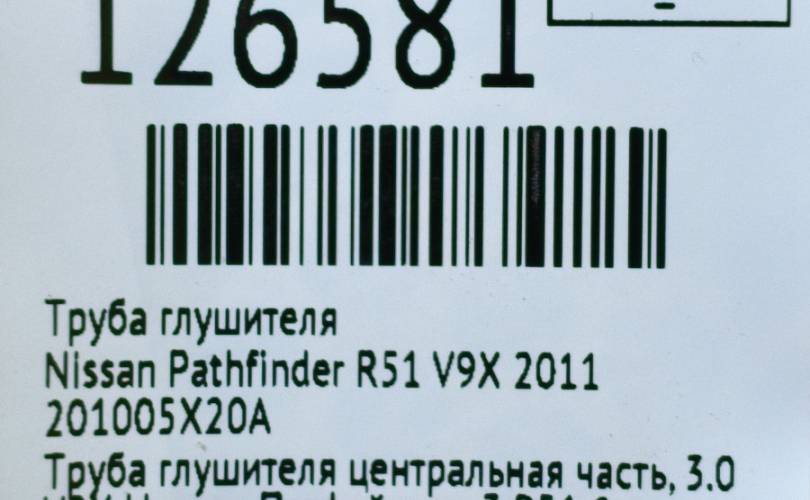 126581
Труба глушителя
Nissan Pathfinder R51 V9X 2011
201005X20A
Труба глушителя центральная часть, 3.0